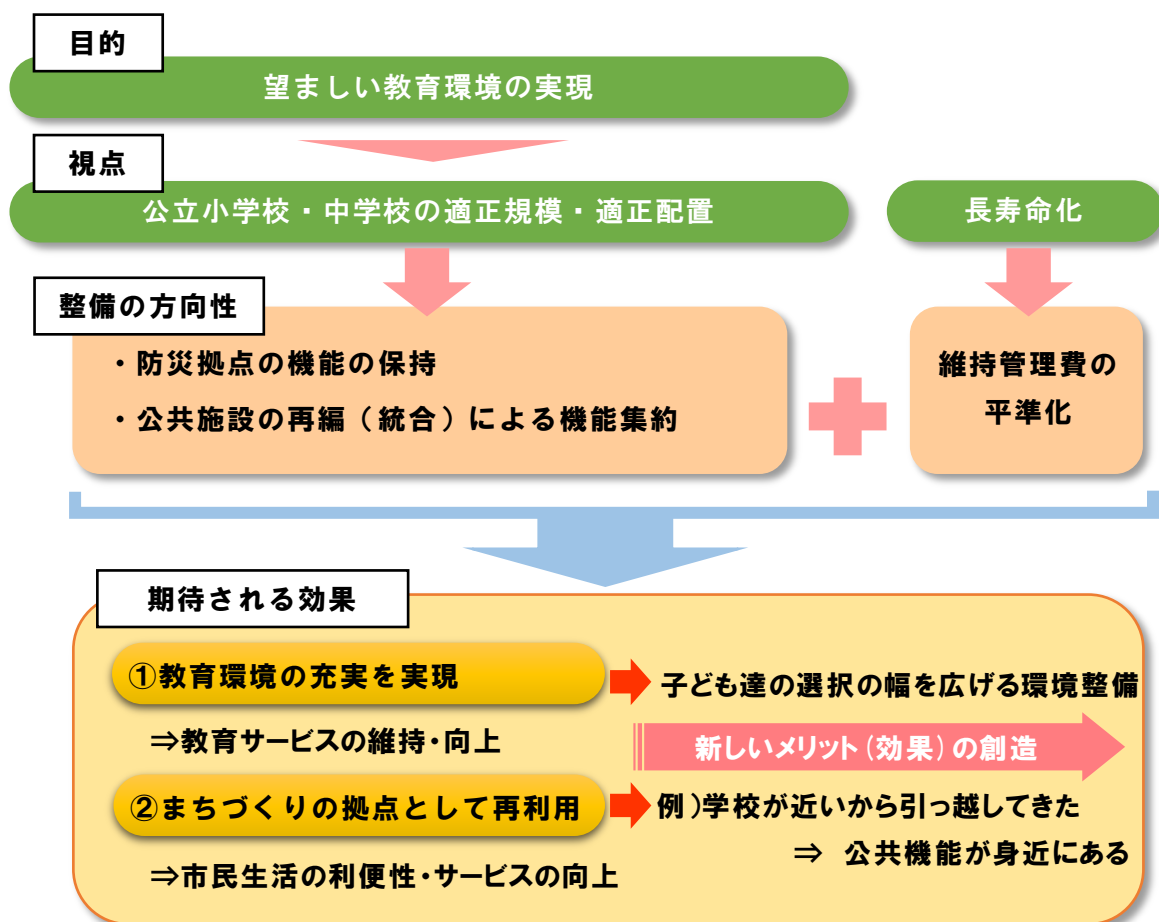 目的
望ましい教育環境の実現
視点
公立小学校・中学校の適正規模・適正配置
長寿命化
整備の方向性
・防災拠点の機能の保持
・公共施設の再編（統合）による機能集約
維持管理費の
平準化
期待される効果
①教育環境の充実を実現
子ども達の選択の幅を広げる環境整備
⇒教育サービスの維持・向上
新しいメリット(効果)の創造
②まちづくりの拠点として再利用
例)学校が近いから引っ越してきた
⇒ 公共機能が身近にある
⇒市民生活の利便性・サービスの向上